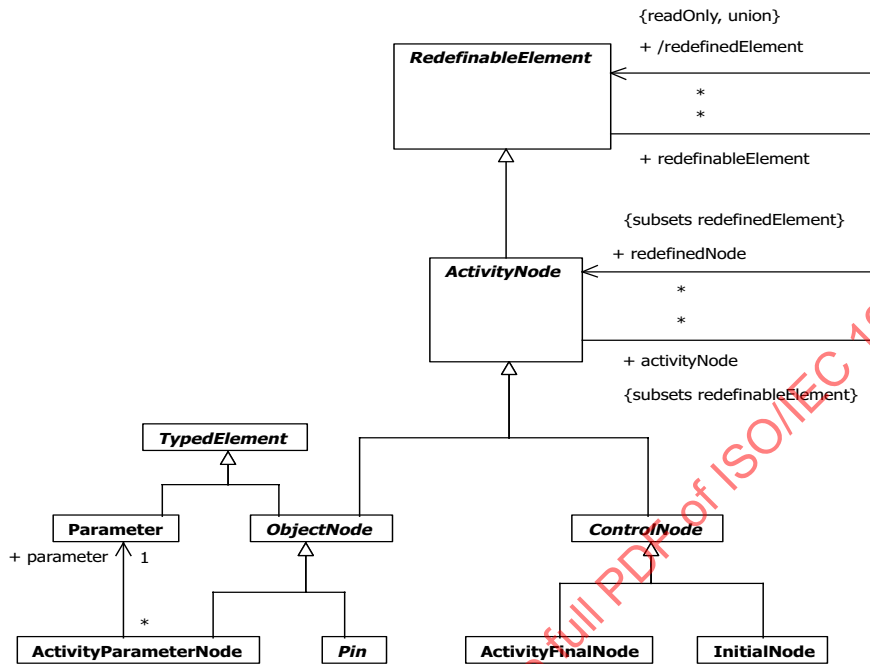 {readOnly, union}
+ /redefinedElement
RedefinableElement
*
*
+ redefinableElement
{subsets redefinedElement}
+ redefinedNode
ActivityNode
*
*
+ activityNode
{subsets redefinableElement}
TypedElement
Parameter
ObjectNode
ControlNode
+ parameter
1
*
ActivityParameterNode
Pin
ActivityFinalNode
InitialNode
full PDF of ISO/IEC